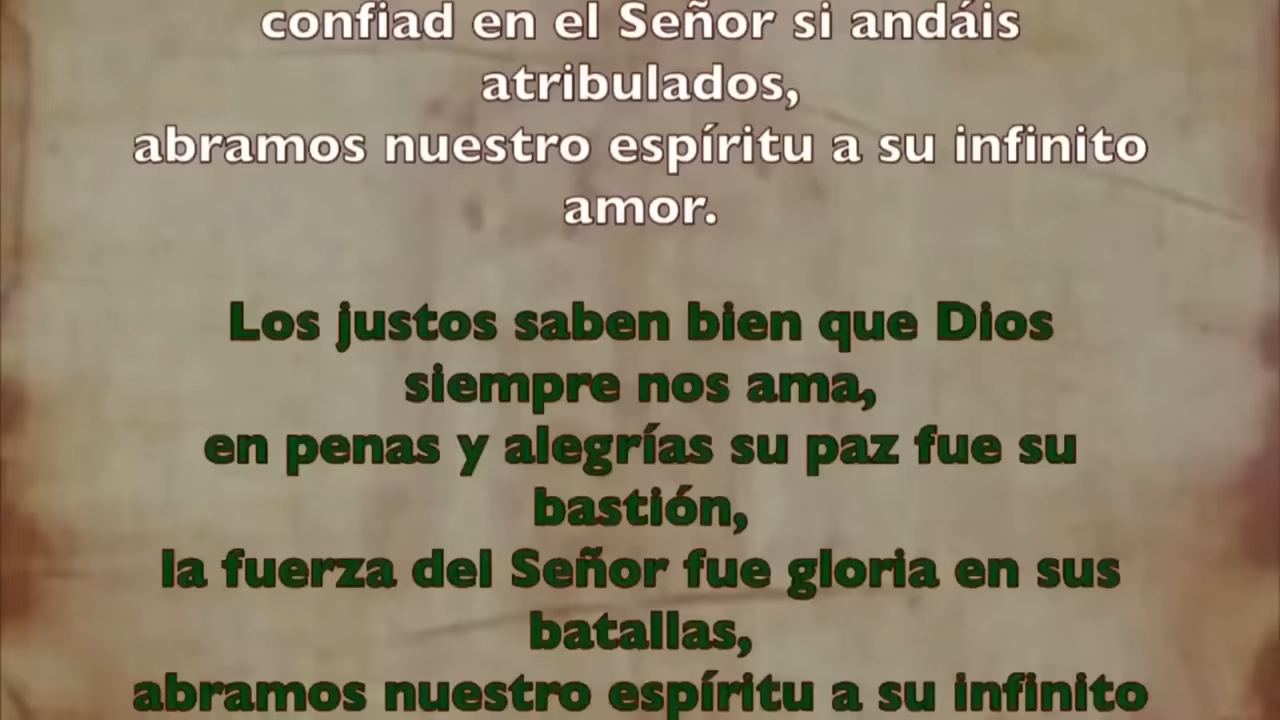 confiad en el Señor si andáis
atribulados,
abramos nuestro espíritu a su infinito
amor.
Los justos saben bien que Dios
siempre nos ama,
en penas y alegrías su paz fue su
bastión,
la fuerza del Señor fue gloria en sus
batallas,
abramos nuestro espíritu a su infinito